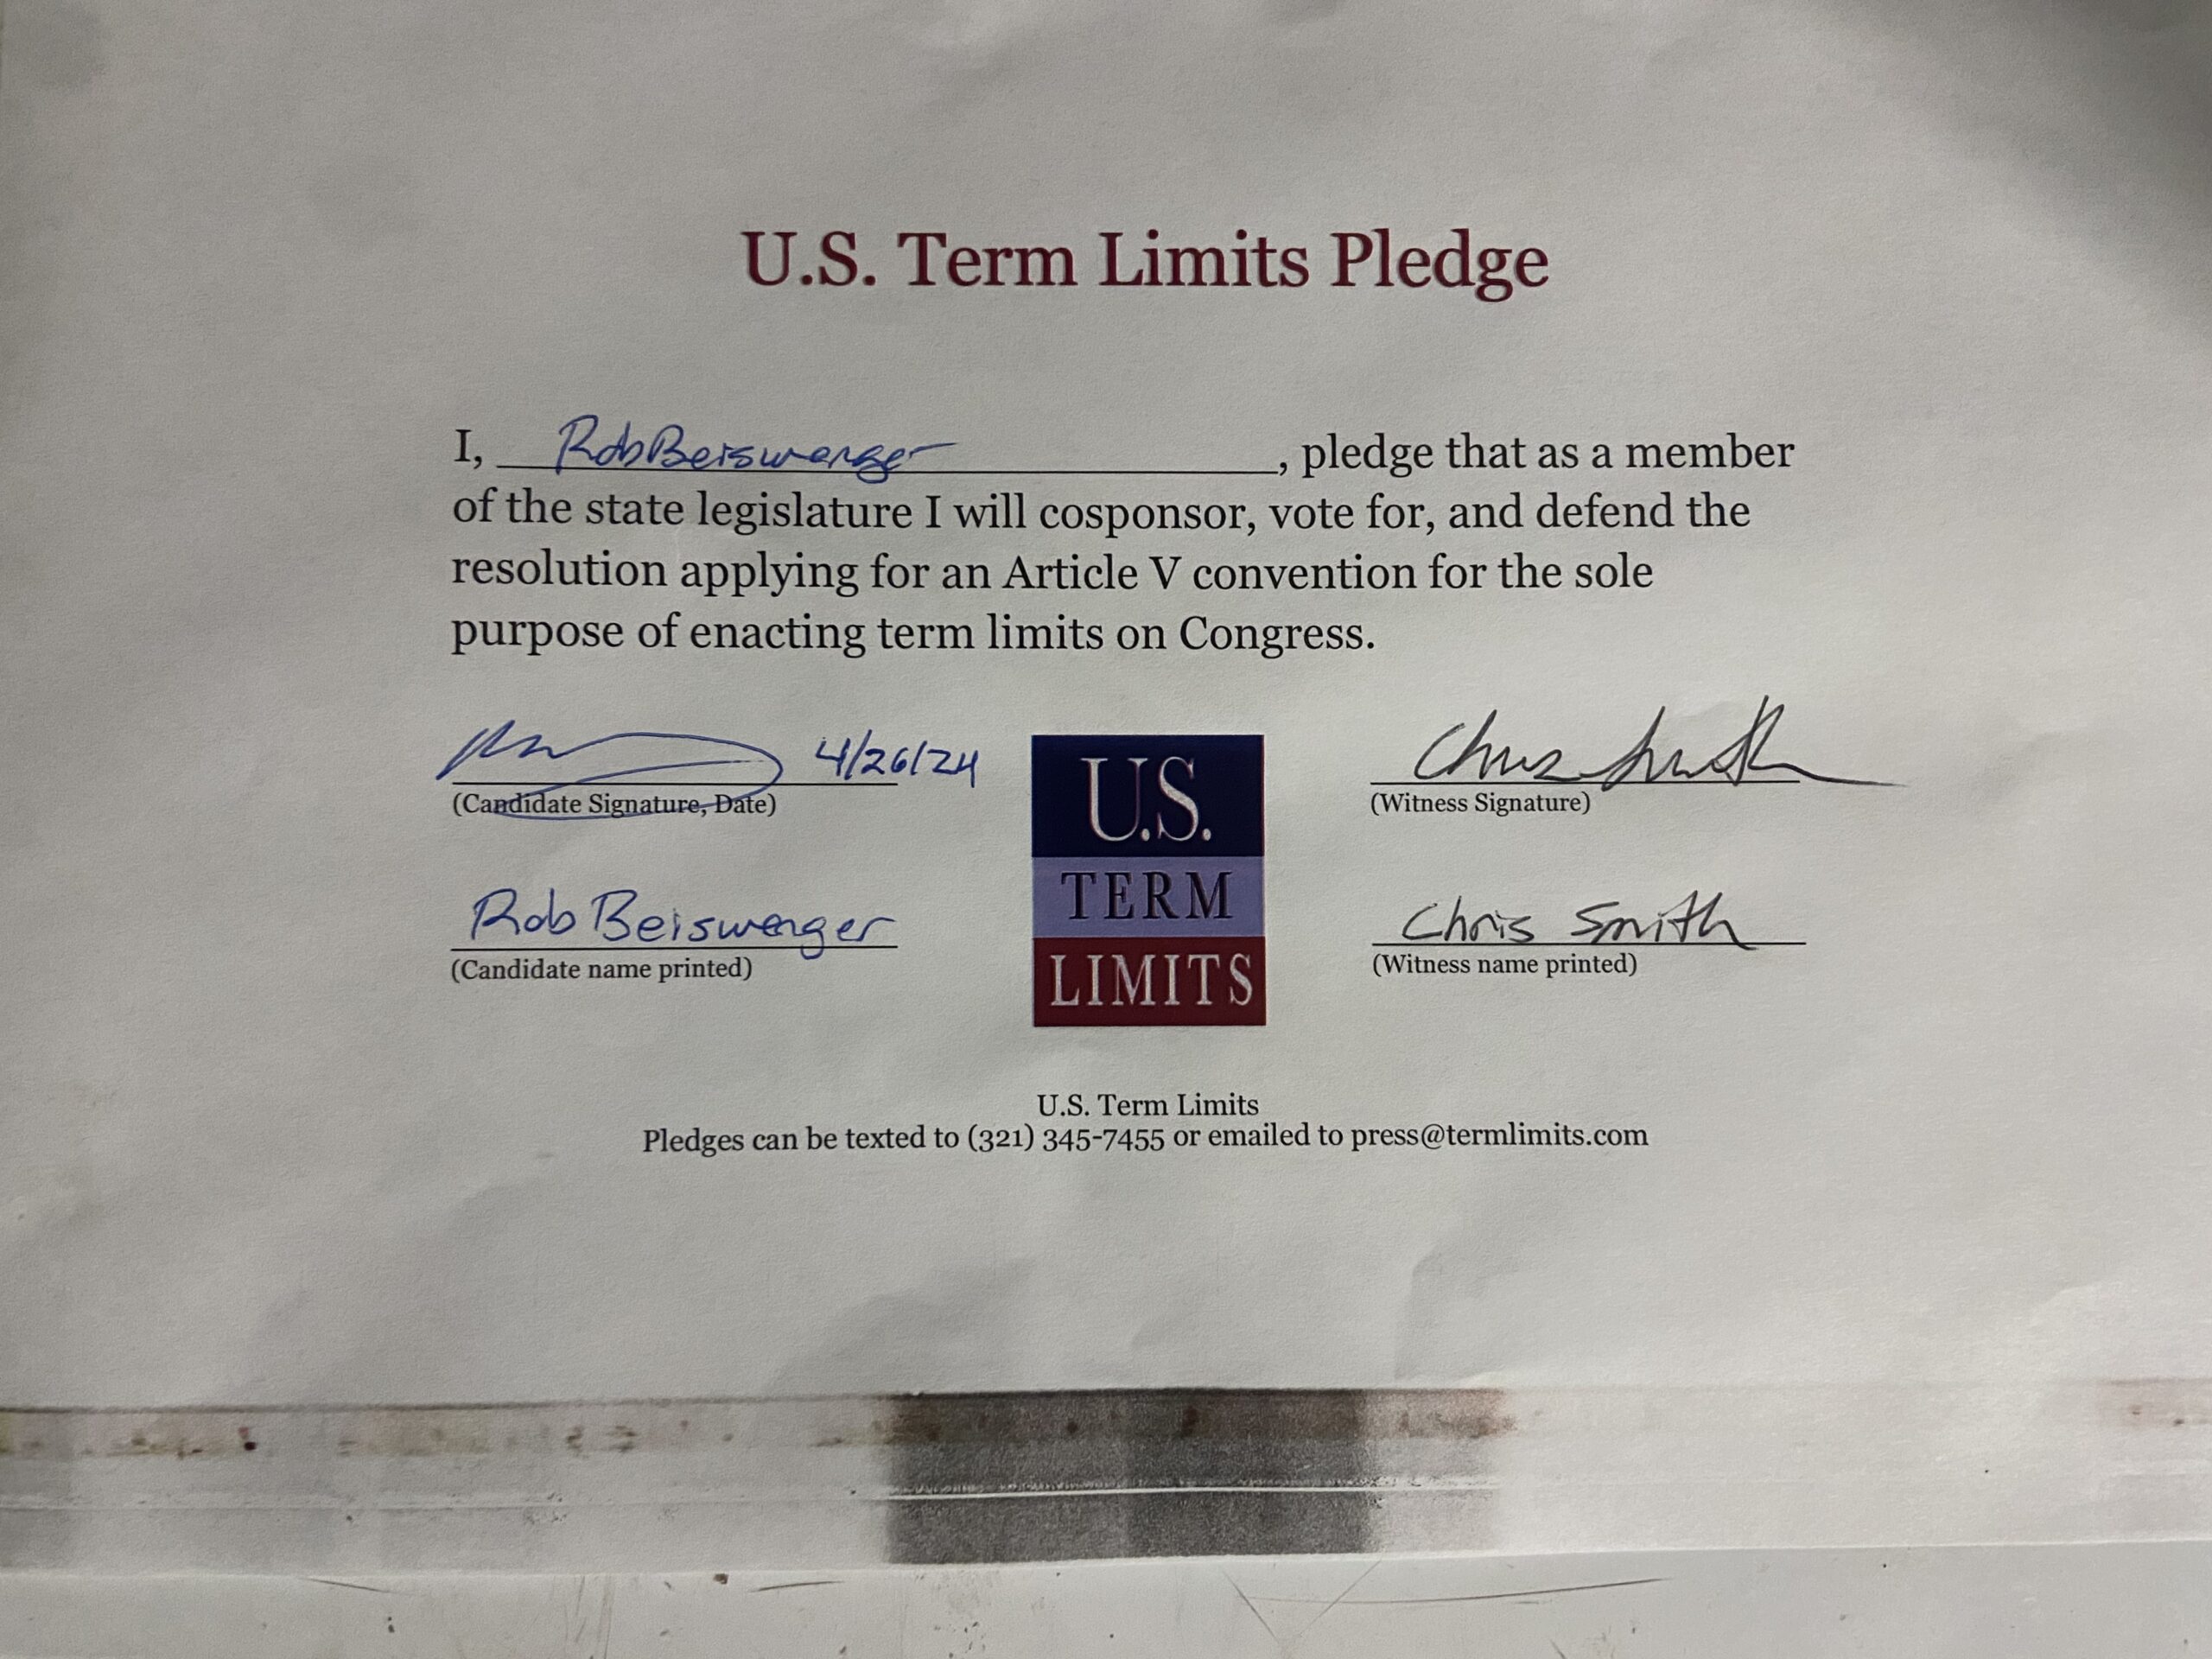 U.S. Term Limits Pledge
I, Rob Beiswenger, pledge that as a member
of the state legislature I will cosponsor, vote for, and defend the
resolution applying for an Article V convention for the sole
purpose of enacting term limits on Congress.
4/26/24
(Candidate Signature, Date)
Chris Smith
(Witness Signature)
Rob Beiswenger
(Candidate name printed)
Chris Smith
(Witness name printed)
U.S.
TERM
LIMITS
U.S. Term Limits
Pledges can be texted to (321) 345-7455 or emailed to press@termlimits.com